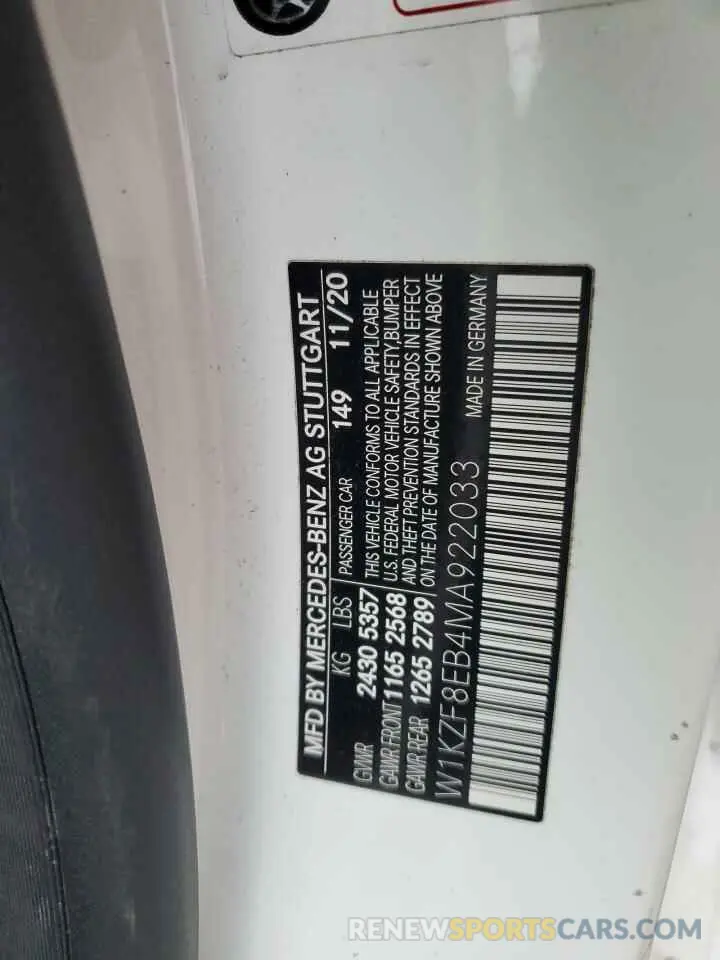 MFD BY MERCEDES-BENZ AG STUTTGART
KG LBS PASSENGER CAR 149 11/20
GVWR 2430 5357 THIS VEHICLE CONFORMS TO ALL APPLICABLE
GAWR FRONT 1165 2568 U.S. FEDERAL MOTOR VEHICLE SAFETY,BUMPER
GAWR REAR 1265 2789 AND THEFT PREVENTION STANDARDS IN EFFECT
ON THE DATE OF MANUFACTURE SHOWN ABOVE
W1KZF8EB4MA922033 MADE IN GERMANY
RENEWSPORTSCARS.COM